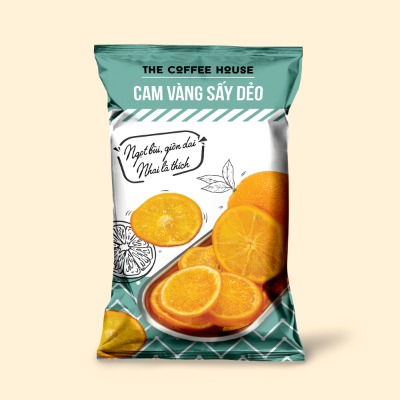 THE COFFEE HOUSE
CAM VÀNG SẤY DẺO
Ngọt bùi, giòn dai
Nhai là thích